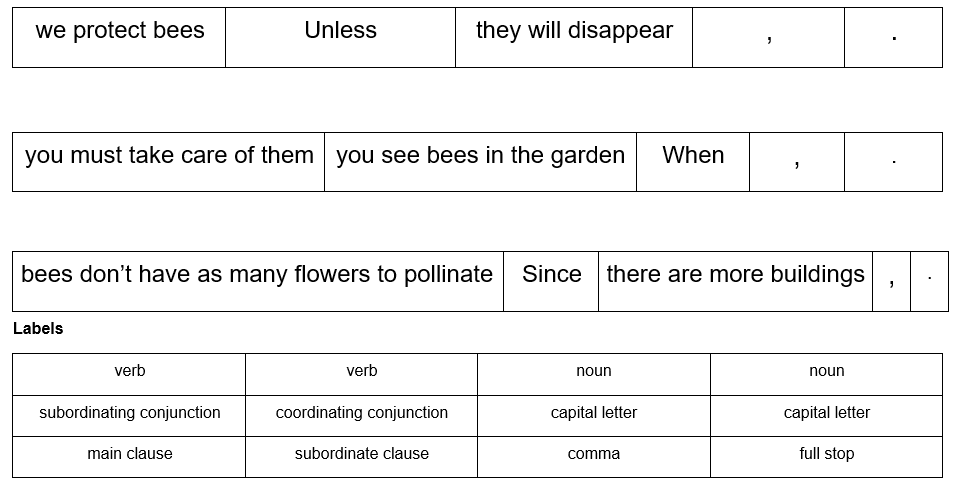 we protect bees Unless they will disappear , .
you must take care of them you see bees in the garden When , .
bees don’t have as many flowers to pollinate Since there are more buildings , .
Labels
verb verb noun noun
subordinating conjunction coordinating conjunction capital letter capital letter
main clause subordinate clause comma full stop